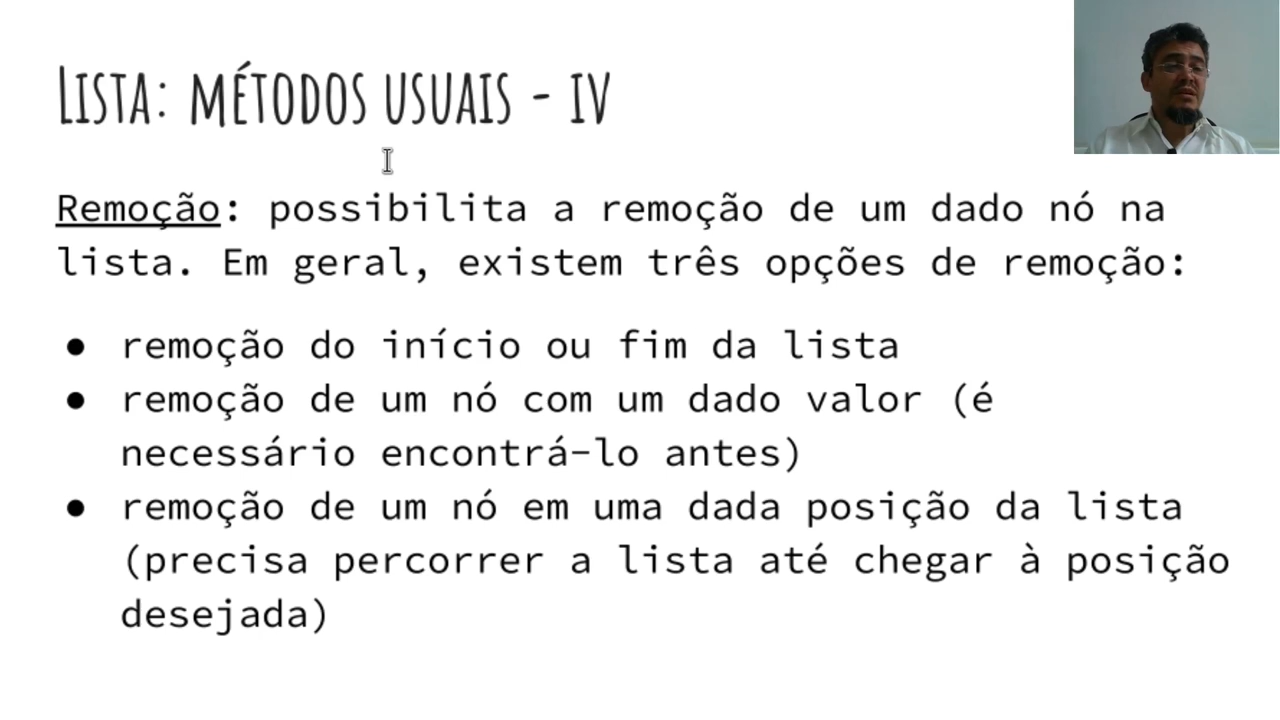 Lista: métodos usuais - iv
Remoção: possibilita a remoção de um dado nó na
lista. Em geral, existem três opções de remoção:
● remoção do início ou fim da lista
● remoção de um nó com um dado valor (é
necessário encontrá-lo antes)
● remoção de um nó em uma dada posição da lista
(precisa percorrer a lista até chegar à posição
desejada)